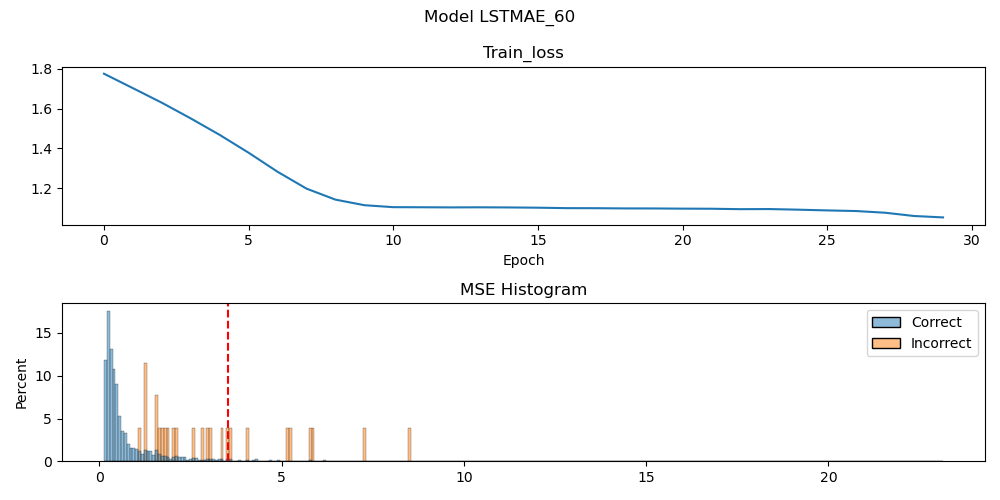 Model LSTMAE_60
Train_loss
1.8
1.6
1.4
1.2
0 5 10 15 20 25 30
Epoch
MSE Histogram
Percent
15
10
5
0
Correct
Incorrect
0 5 10 15 20